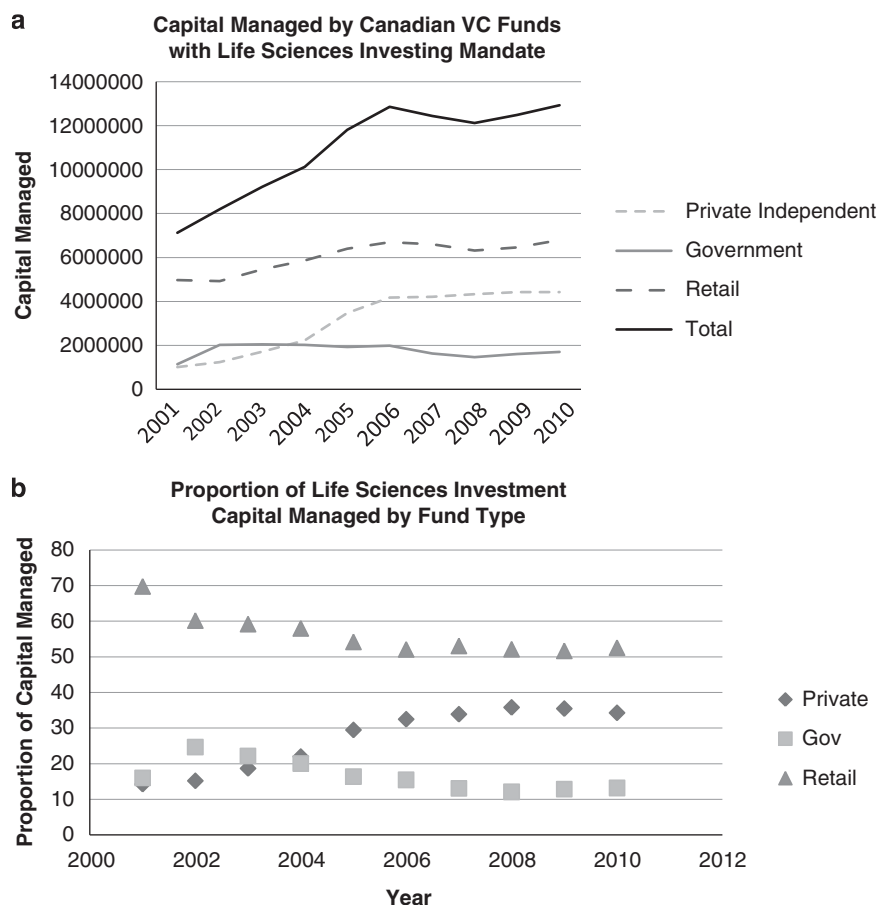 a
Capital Managed by Canadian VC Funds
with Life Sciences Investing Mandate
14000000
12000000
10000000
8000000
6000000
4000000
2000000
0
Capital Managed
2001
2002
2003
2004
2005
2006
2007
2008
2009
2010
Private Independent
Government
Retail
Total
b
Proportion of Life Sciences Investment
Capital Managed by Fund Type
80
70
60
50
40
30
20
10
0
Proportion of Capital Managed
2000
2002
2004
2006
2008
2010
2012
Year
Private
Gov
Retail